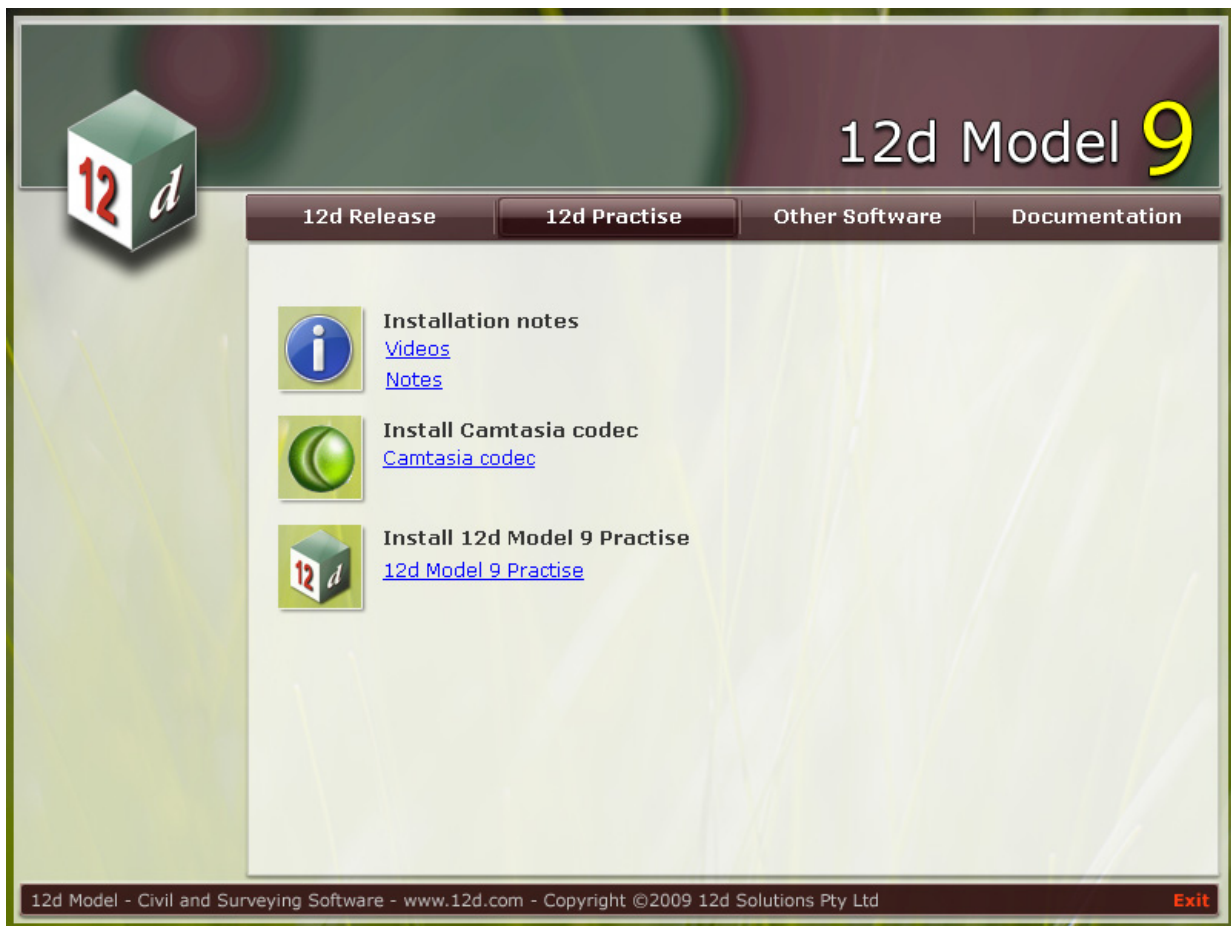 12d Model 9
12 d
12d Release 12d Practise Other Software Documentation
i
Installation notes
Videos
Notes
Install Camtasia codec
Camtasia codec
Install 12d Model 9 Practise
12 d
12d Model 9 Practise
12d Model - Civil and Surveying Software - www.12d.com - Copyright ©2009 12d Solutions Pty Ltd Exit